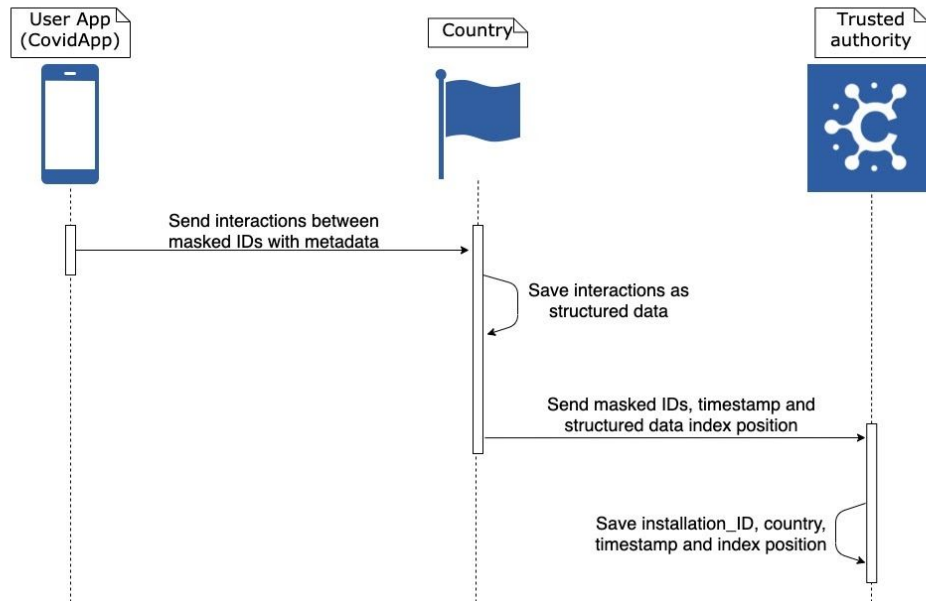 User App
(CovidApp)
Country
Trusted
authority
Send interactions between
masked IDs with metadata
Save interactions as
structured data
Send masked IDs, timestamp and
structured data index position
Save installation_ID, country,
timestamp and index position